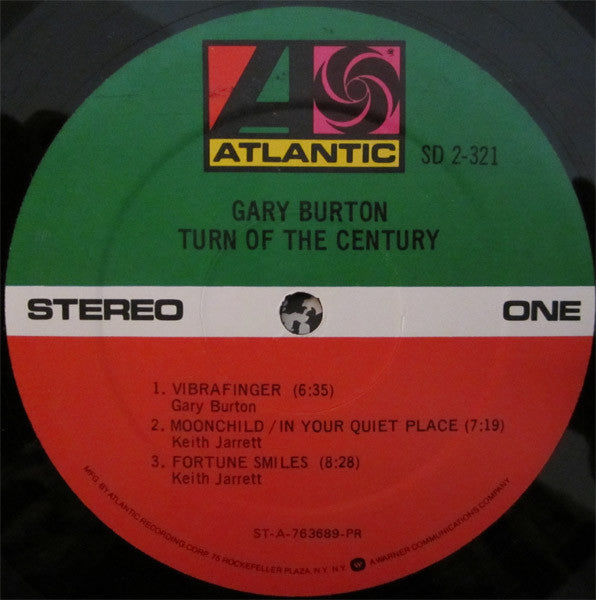 ATLANTIC
SD 2-321
GARY BURTON
TURN OF THE CENTURY
STEREO
ONE
1. VIBRAFINGER (6:35)
Gary Burton
2. MOONCHILD/IN YOUR QUIET PLACE (7:19)
Keith Jarrett
3. FORTUNE SMILES (8:28)
Keith Jarrett
ST-A-763689-PR
MFG. BY ATLANTIC RECORDING CORP. 75 ROCKEFELLER PLAZA, N.Y. N.Y. A WARNER COMMUNICATIONS COMPANY